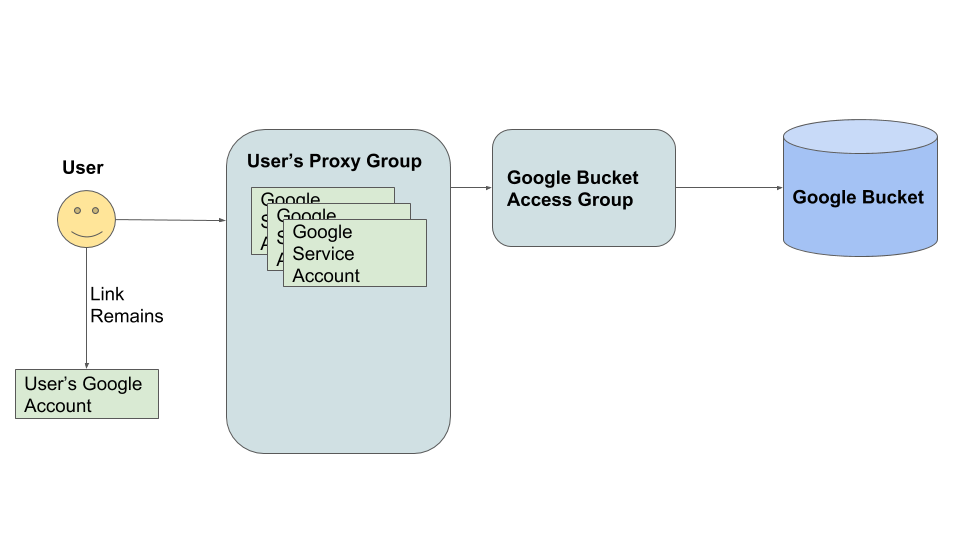 User
Link
Remains
User's Google
Account
User's Proxy Group
Google
Google
Google
Service
Account
Google Bucket
Access Group
Google Bucket